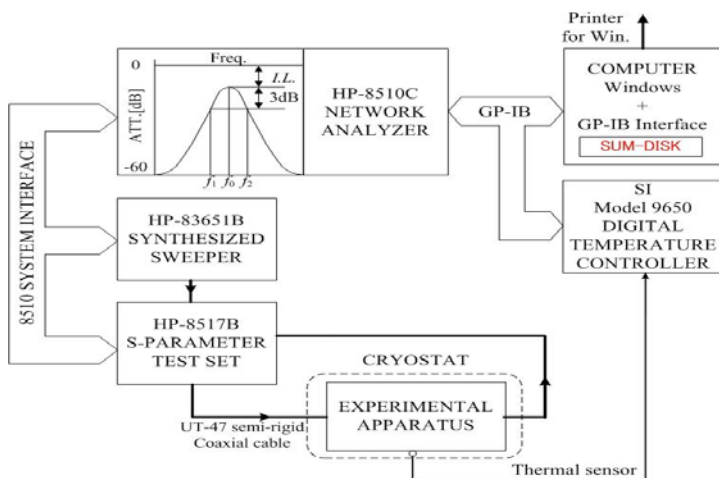 Printer
for Win.
Freq.
0
I.L.
3dB
ATT.[dB]
-60
f1 f0 f2
HP-8510C
NETWORK
ANALYZER
GP-IB
COMPUTER
Windows
+
GP-IB Interface
SUM-DISK
SI
Model 9650
DIGITAL
TEMPERATURE
CONTROLLER
8510 SYSTEM INTERFACE
HP-83651B
SYNTHESIZED
SWEEPER
HP-8517B
S-PARAMETER
TEST SET
CRYOSTAT
EXPERIMENTAL
APPARATUS
UT-47 semi-rigid
Coaxial cable
Thermal sensor